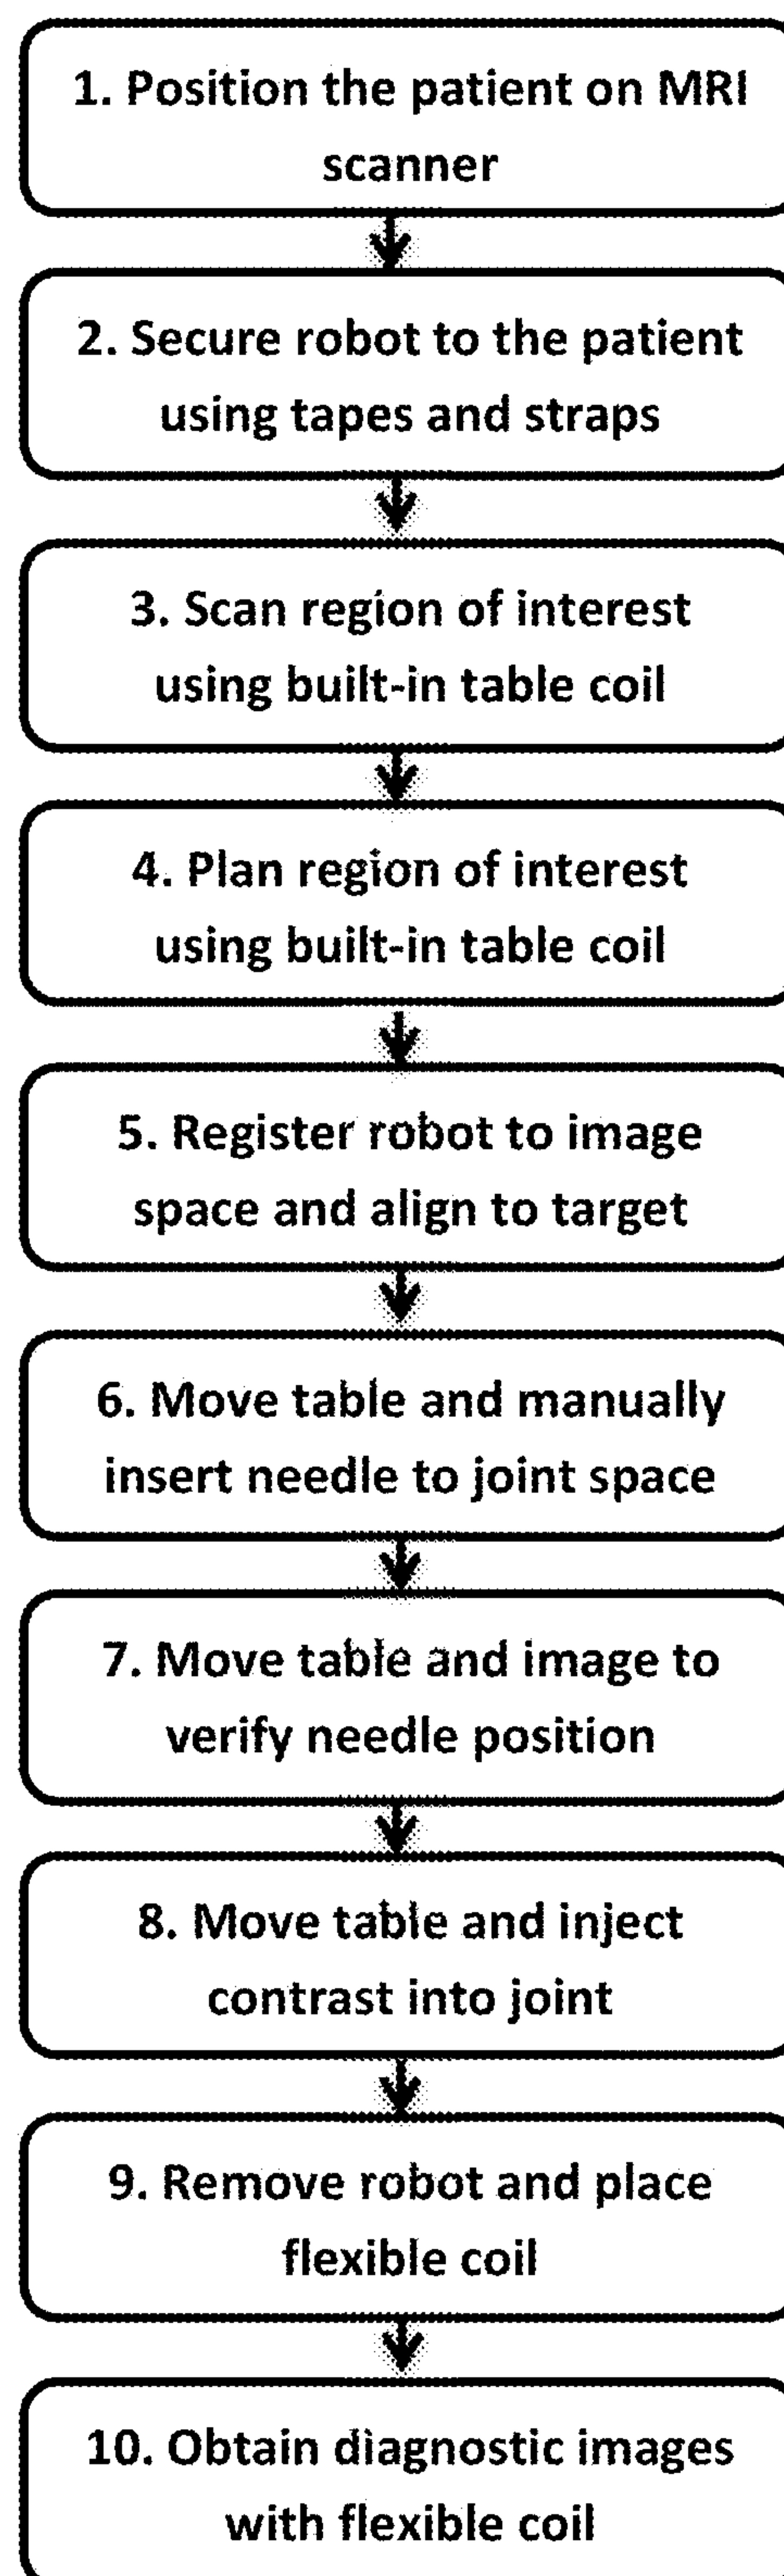 1. Position the patient on MRI
scanner
2. Secure robot to the patient
using tapes and straps
3. Scan region of interest
using built-in table coil
4. Plan region of interest
using built-in table coil
5. Register robot to image
space and align to target
6. Move table and manually
insert needle to joint space
7. Move table and image to
verify needle position
8. Move table and inject
contrast into joint
9. Remove robot and place
flexible coil
10. Obtain diagnostic images
with flexible coil